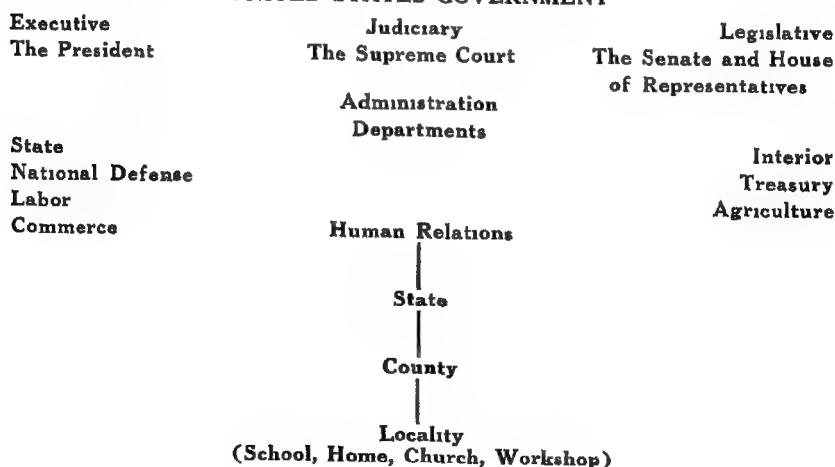 Executive
The President
Judiciary
The Supreme Court
Legislative
The Senate and House
of Representatives
Administration
Departments
State
National Defense
Labor
Commerce
Interior
Treasury
Agriculture
Human Relations
State
County
Locality
(School, Home, Church, Workshop)